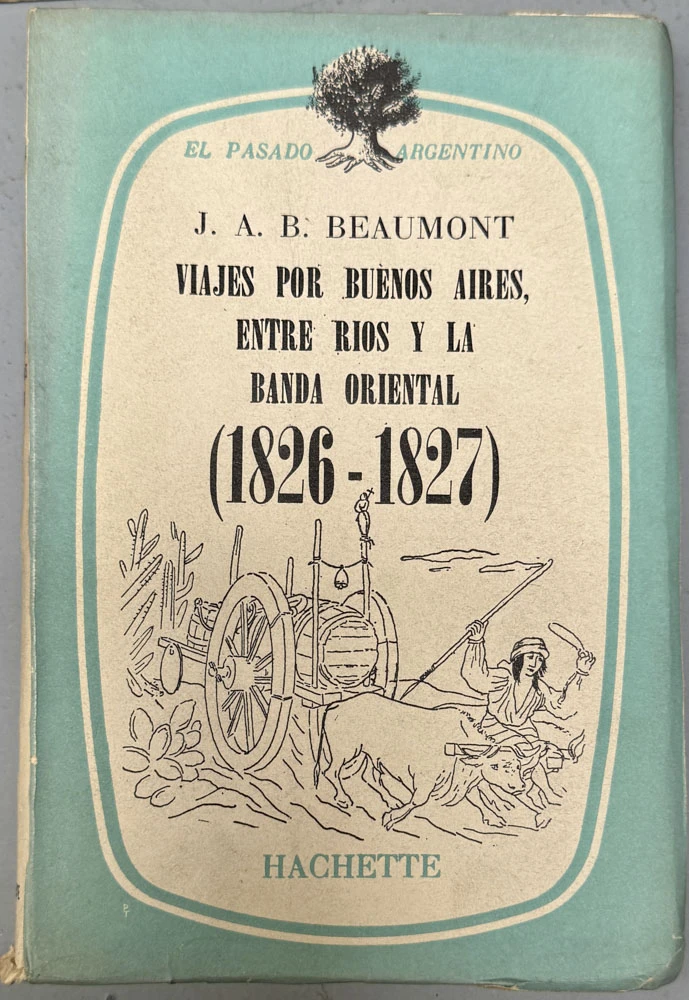 EL PASADO ARGENTINO
J. A. B. BEAUMONT
VIAJES POR BUENOS AIRES,
ENTRE RIOS Y LA
BANDA ORIENTAL
(1826-1827)
HACHETTE